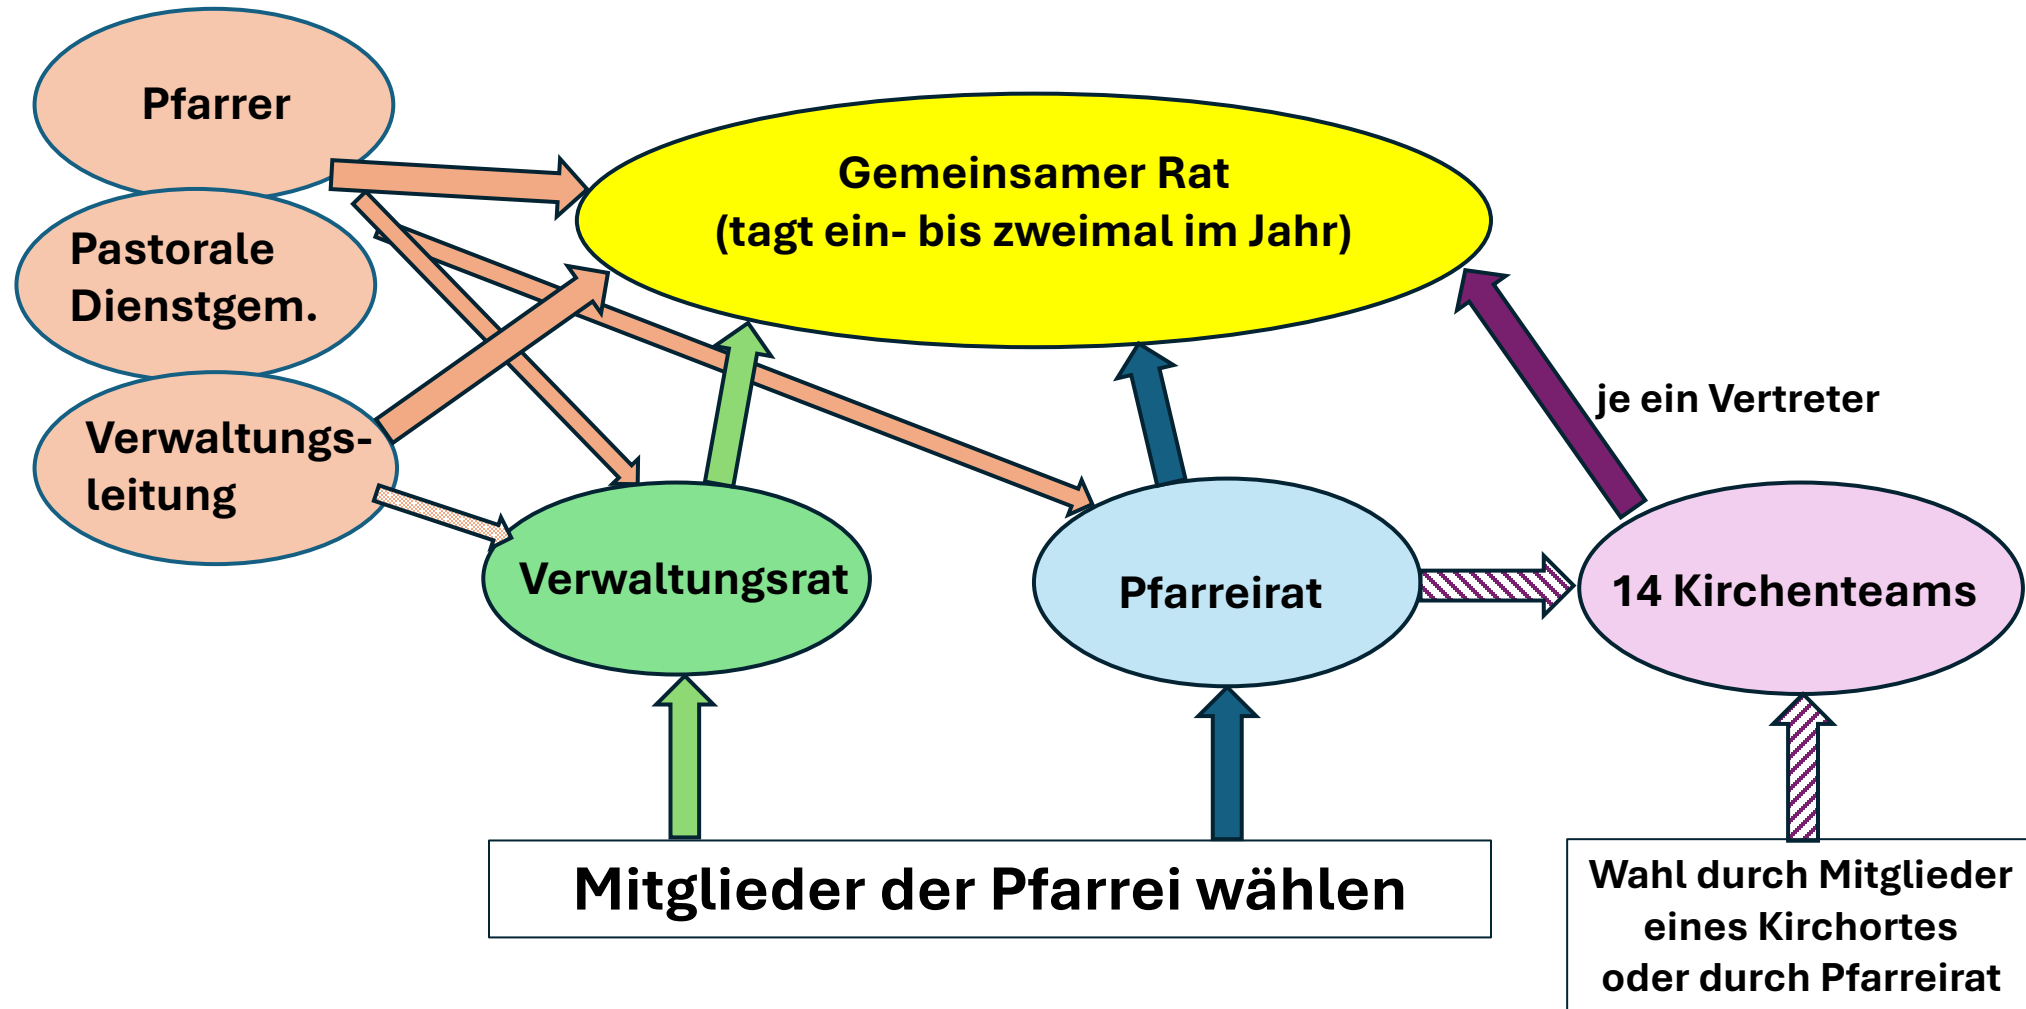 Pfarrer
Pastorale
Dienstgem.
Verwaltungs-
leitung
Gemeinsamer Rat
(tagt ein- bis zweimal im Jahr)
je ein Vertreter
Verwaltungsrat
Pfarreirat
14 Kirchenteams
Mitglieder der Pfarrei wählen
Wahl durch Mitglieder
eines Kirchortes
oder durch Pfarreirat